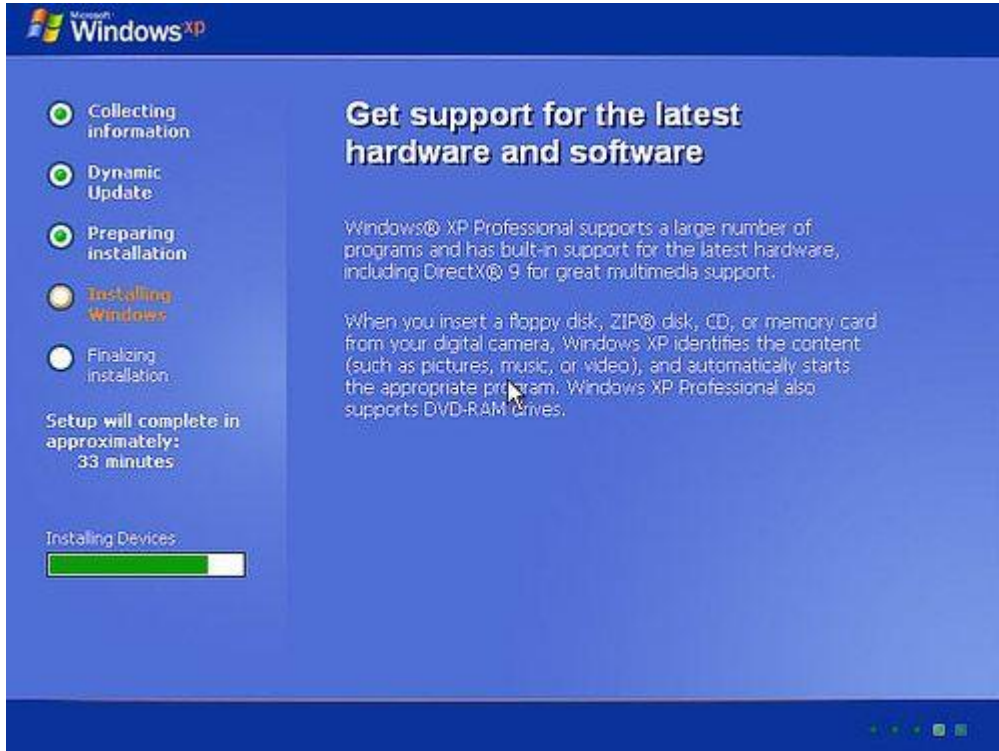 Microsoft
Windows xp
Collecting
information
Dynamic
Update
Preparing
installation
Installing
Windows
Finalizing
installation
Setup will complete in
approximately:
33 minutes
Installing Devices
Get support for the latest
hardware and software
Windows® XP Professional supports a large number of
programs and has built-in support for the latest hardware,
including DirectX® 9 for great multimedia support.
When you insert a floppy disk, ZIP® disk, CD, or memory card
from your digital camera, Windows XP identifies the content
(such as pictures, music, or video), and automatically starts
the appropriate program. Windows XP Professional also
supports DVD-RAM drives.